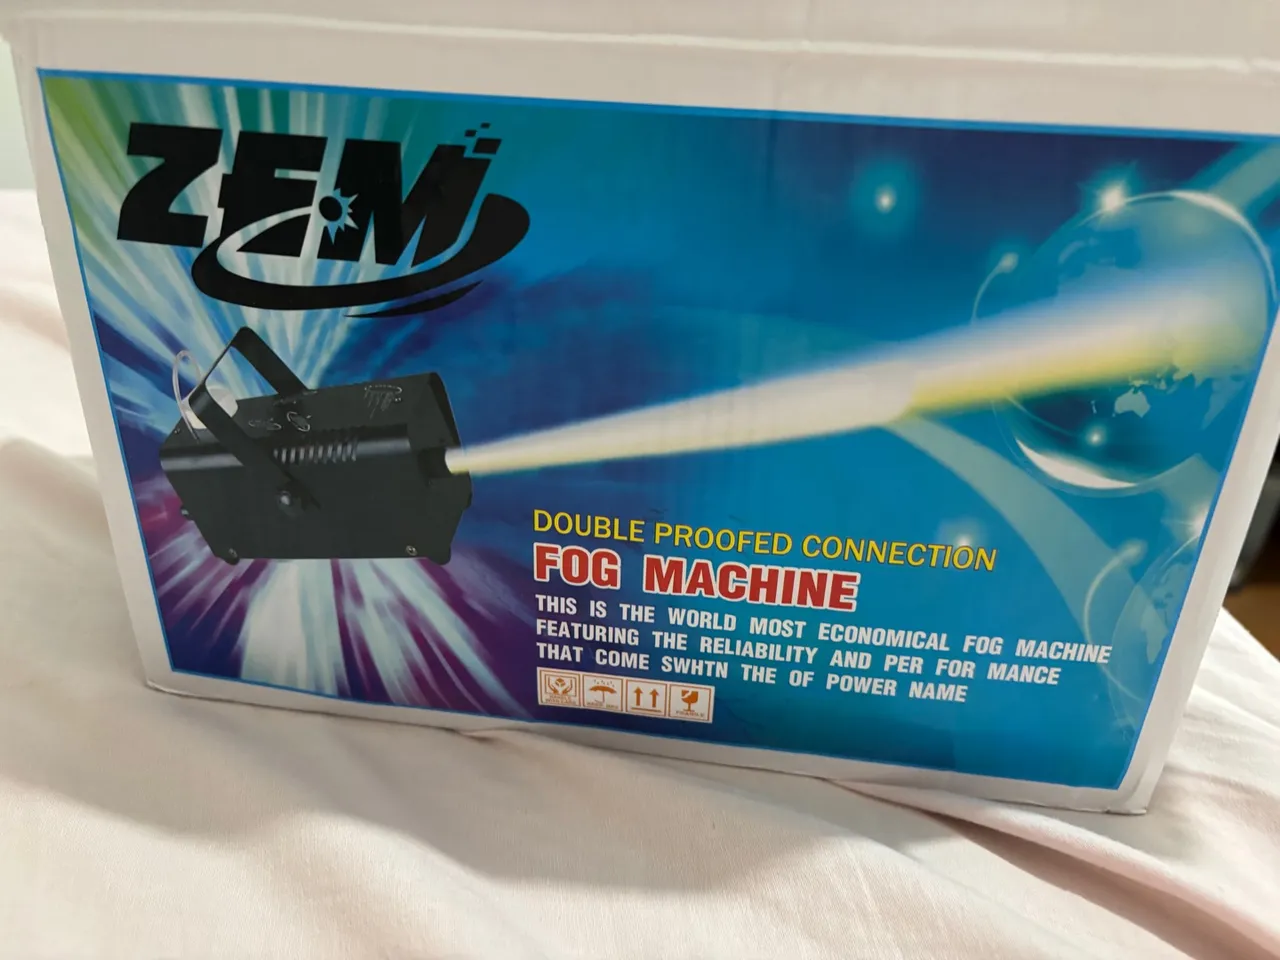 ZEM
DOUBLE PROOFED CONNECTION
FOG MACHINE
THIS IS THE WORLD MOST ECONOMICAL FOG MACHINE
FEATURING THE RELIABILITY AND PER FOR MANCE
THAT COME SWHTN THE OF POWER NAME
FRAGILE